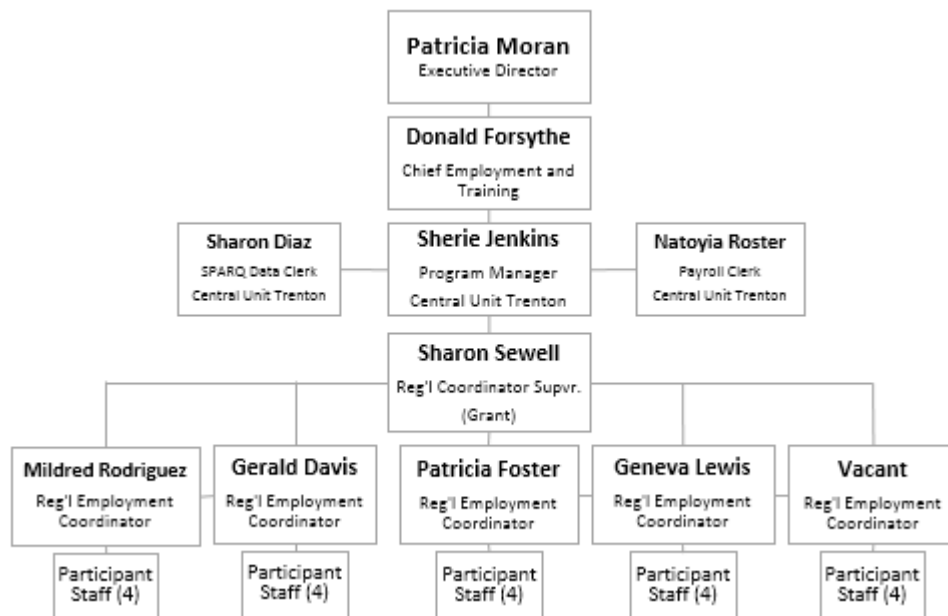 Patricia Moran
Executive Director
Donald Forsythe
Chief Employment and
Training
Sharon Diaz
SPARQ Data Clerk
Central Unit Trenton
Sherie Jenkins
Program Manager
Central Unit Trenton
Natoyia Roster
Payroll Clerk
Central Unit Trenton
Sharon Sewell
Reg'l Coordinator Supvr.
(Grant)
Mildred Rodriguez
Reg'l Employment
Coordinator
Gerald Davis
Reg'l Employment
Coordinator
Patricia Foster
Reg'l Employment
Coordinator
Geneva Lewis
Reg'l Employment
Coordinator
Vacant
Reg'l Employment
Coordinator
Participant
Staff (4)
Participant
Staff (4)
Participant
Staff (4)
Participant
Staff (4)
Participant
Staff (4)